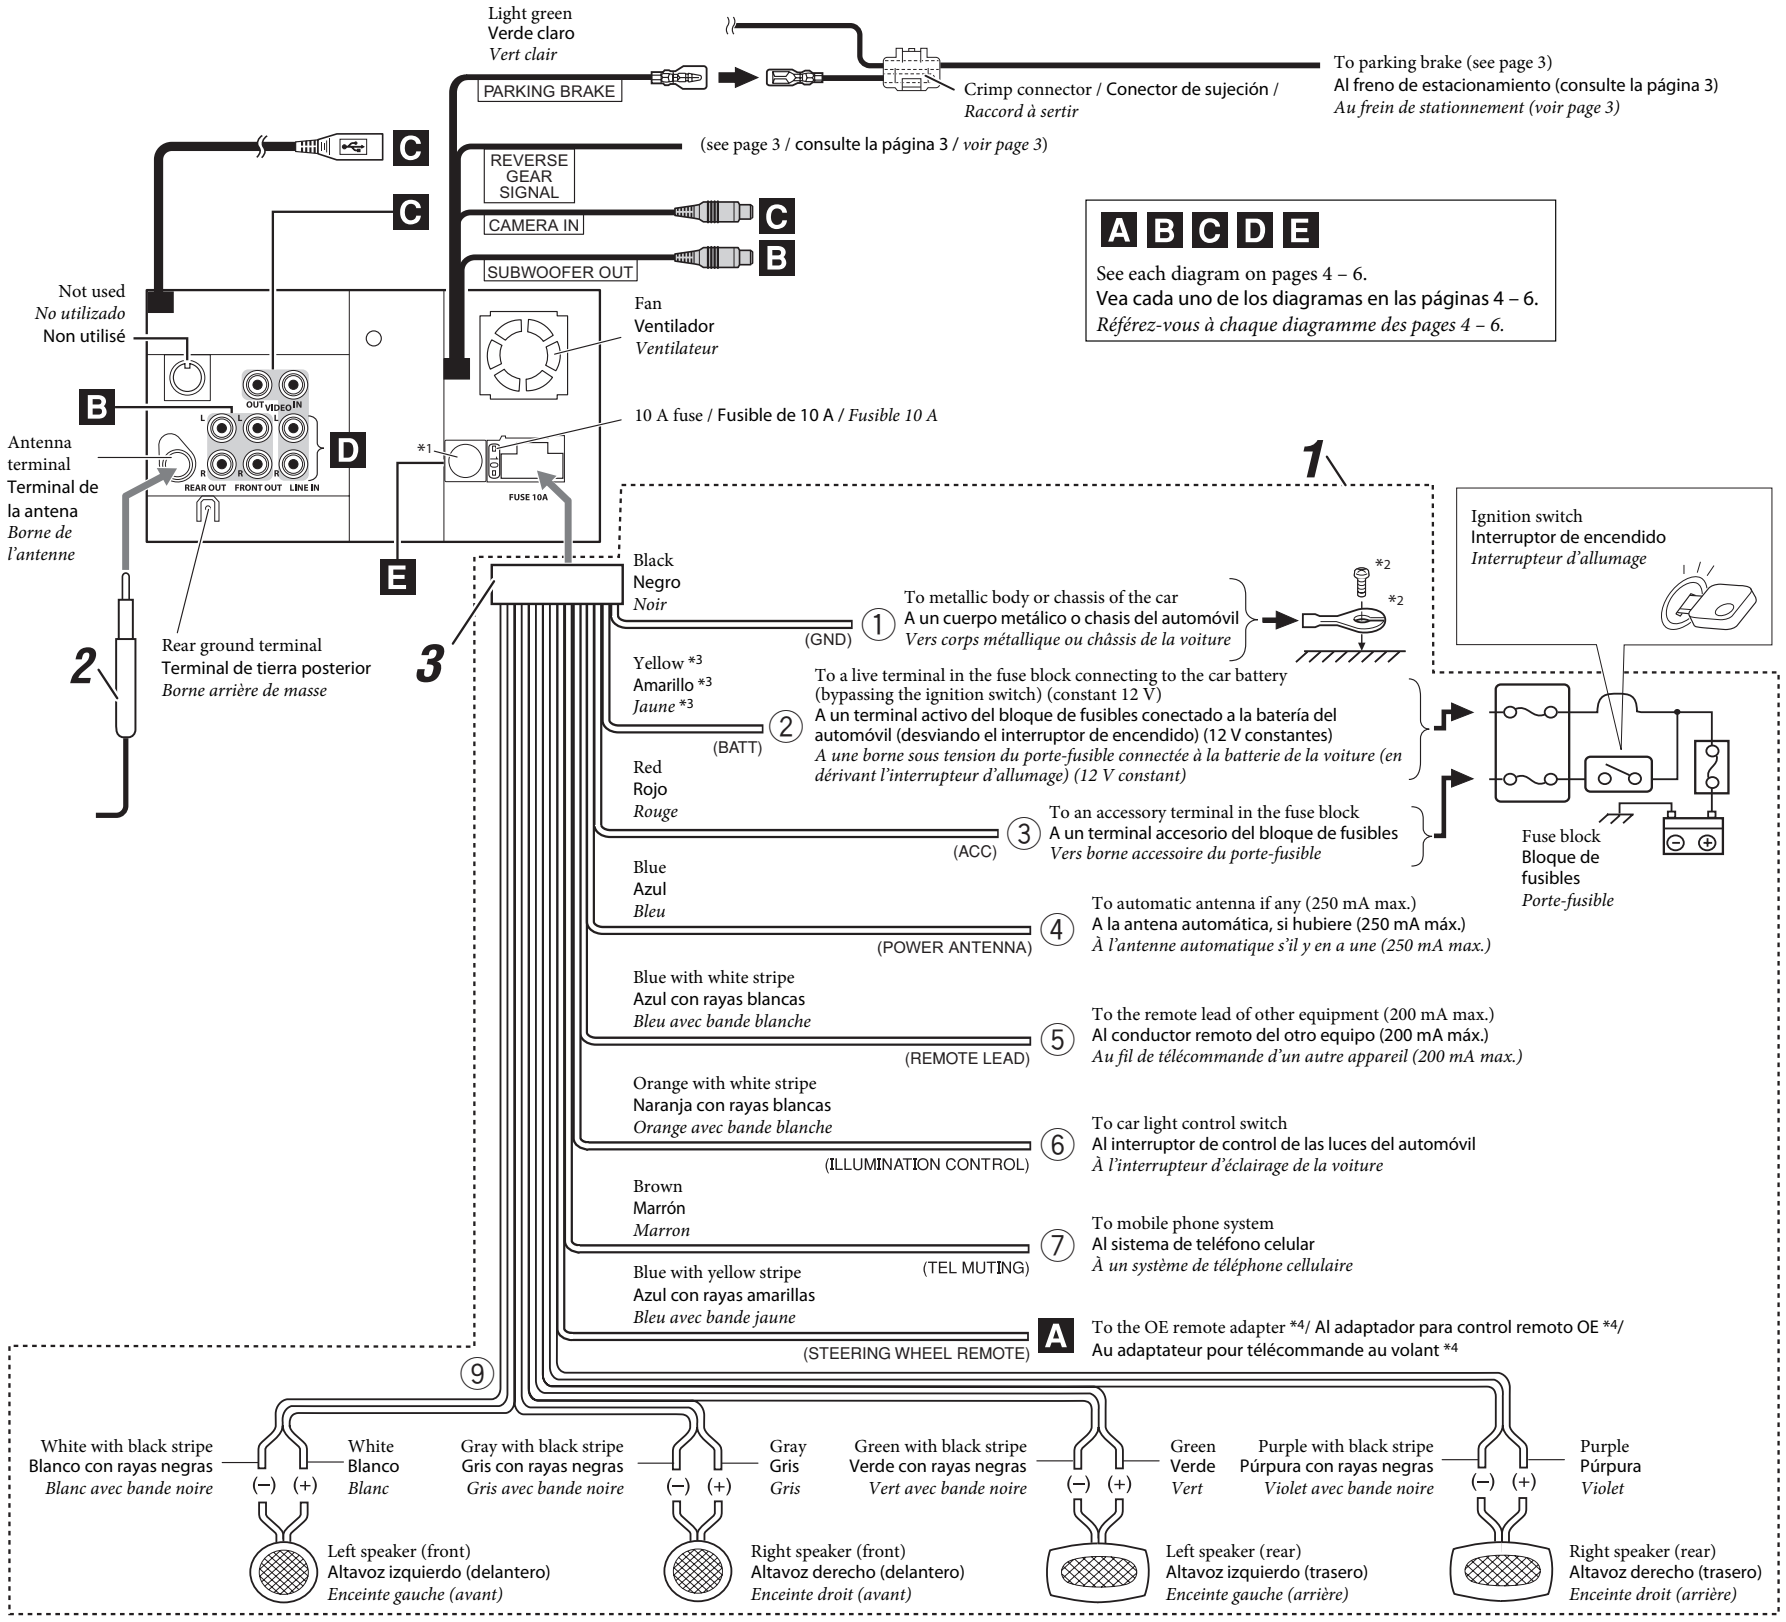 Light green
Verde claro
Vert clair
PARKING BRAKE
Crimp connector / Conector de sujeción /
Raccord à sertir
To parking brake (see page 3)
Al freno de estacionamiento (consulte la página 3)
Au frein de stationnement (voir page 3)
C
REVERSE
GEAR
SIGNAL
(see page 3 / consulte la página 3 / voir page 3)
C
CAMERA IN
C
SUBWOOFER OUT
B
A B C D E
See each diagram on pages 4 – 6.
Vea cada uno de los diagramas en las páginas 4 – 6.
Référez-vous à chaque diagramme des pages 4 – 6.
Not used
No utilizado
Non utilisé
Fan
Ventilador
Ventilateur
B
OUT VIDEO IN
L L L
R R R
REAR OUT FRONT OUT LINE IN
D
10 A fuse / Fusible de 10 A / Fusible 10 A
*1
10
FUSE 10A
Antenna
terminal
Terminal de
la antena
Borne de
l'antenne
E
1
Ignition switch
Interruptor de encendido
Interrupteur d'allumage
2
Rear ground terminal
Terminal de tierra posterior
Borne arrière de masse
3
Black
Negro
Noir
(GND)
1
To metallic body or chassis of the car
A un cuerpo metálico o chasis del automóvil
Vers corps métallique ou châssis de la voiture
*2
*2
Yellow *3
Amarillo *3
Jaune *3
(BATT)
2
To a live terminal in the fuse block connecting to the car battery
(bypassing the ignition switch) (constant 12 V)
A un terminal activo del bloque de fusibles conectado a la batería del
automóvil (desviando el interruptor de encendido) (12 V constantes)
A une borne sous tension du porte-fusible connectée à la batterie de la voiture (en
dérivant l'interrupteur d'allumage) (12 V constant)
Red
Rojo
Rouge
(ACC)
3
To an accessory terminal in the fuse block
A un terminal accesorio del bloque de fusibles
Vers borne accessoire du porte-fusible
Fuse block
Bloque de
fusibles
Porte-fusible
Blue
Azul
Bleu
(POWER ANTENNA)
4
To automatic antenna if any (250 mA max.)
A la antena automática, si hubiere (250 mA máx.)
À l'antenne automatique s'il y en a une (250 mA max.)
Blue with white stripe
Azul con rayas blancas
Bleu avec bande blanche
(REMOTE LEAD)
5
To the remote lead of other equipment (200 mA max.)
Al conductor remoto del otro equipo (200 mA máx.)
Au fil de télécommande d'un autre appareil (200 mA max.)
Orange with white stripe
Naranja con rayas blancas
Orange avec bande blanche
(ILLUMINATION CONTROL)
6
To car light control switch
Al interruptor de control de las luces del automóvil
À l'interrupteur d'éclairage de la voiture
Brown
Marrón
Marron
(TEL MUTING)
7
To mobile phone system
Al sistema de teléfono celular
À un système de téléphone cellulaire
Blue with yellow stripe
Azul con rayas amarillas
Bleu avec bande jaune
(STEERING WHEEL REMOTE)
A
To the OE remote adapter *4/ Al adaptador para control remoto OE *4/
Au adaptateur pour télécommande au volant *4
9
White with black stripe
Blanco con rayas negras
Blanc avec bande noire
(–) (+)
White
Blanco
Blanc
Gray with black stripe
Gris con rayas negras
Gris avec bande noire
(–) (+)
Gray
Gris
Gris
Green with black stripe
Verde con rayas negras
Vert avec bande noire
(–) (+)
Green
Verde
Vert
Purple with black stripe
Púrpura con rayas negras
Violet avec bande noire
(–) (+)
Purple
Púrpura
Violet
Left speaker (front)
Altavoz izquierdo (delantero)
Enceinte gauche (avant)
Right speaker (front)
Altavoz derecho (delantero)
Enceinte droit (avant)
Left speaker (rear)
Altavoz izquierdo (trasero)
Enceinte gauche (arrière)
Right speaker (rear)
Altavoz derecho (trasero)
Enceinte droit (arrière)